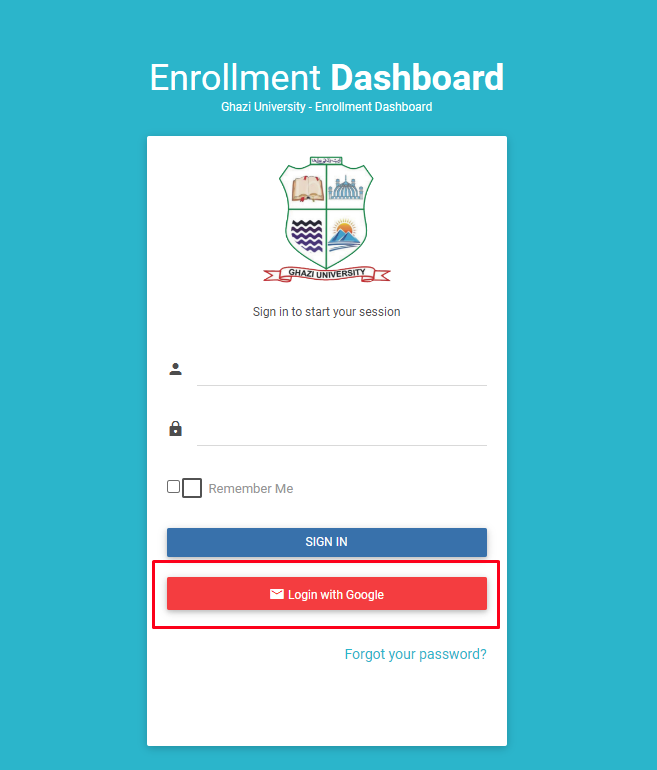 Enrollment Dashboard
Ghazi University - Enrollment Dashboard
GHAZI UNIVERSITY
Sign in to start your session
Remember Me
SIGN IN
Login with Google
Forgot your password?